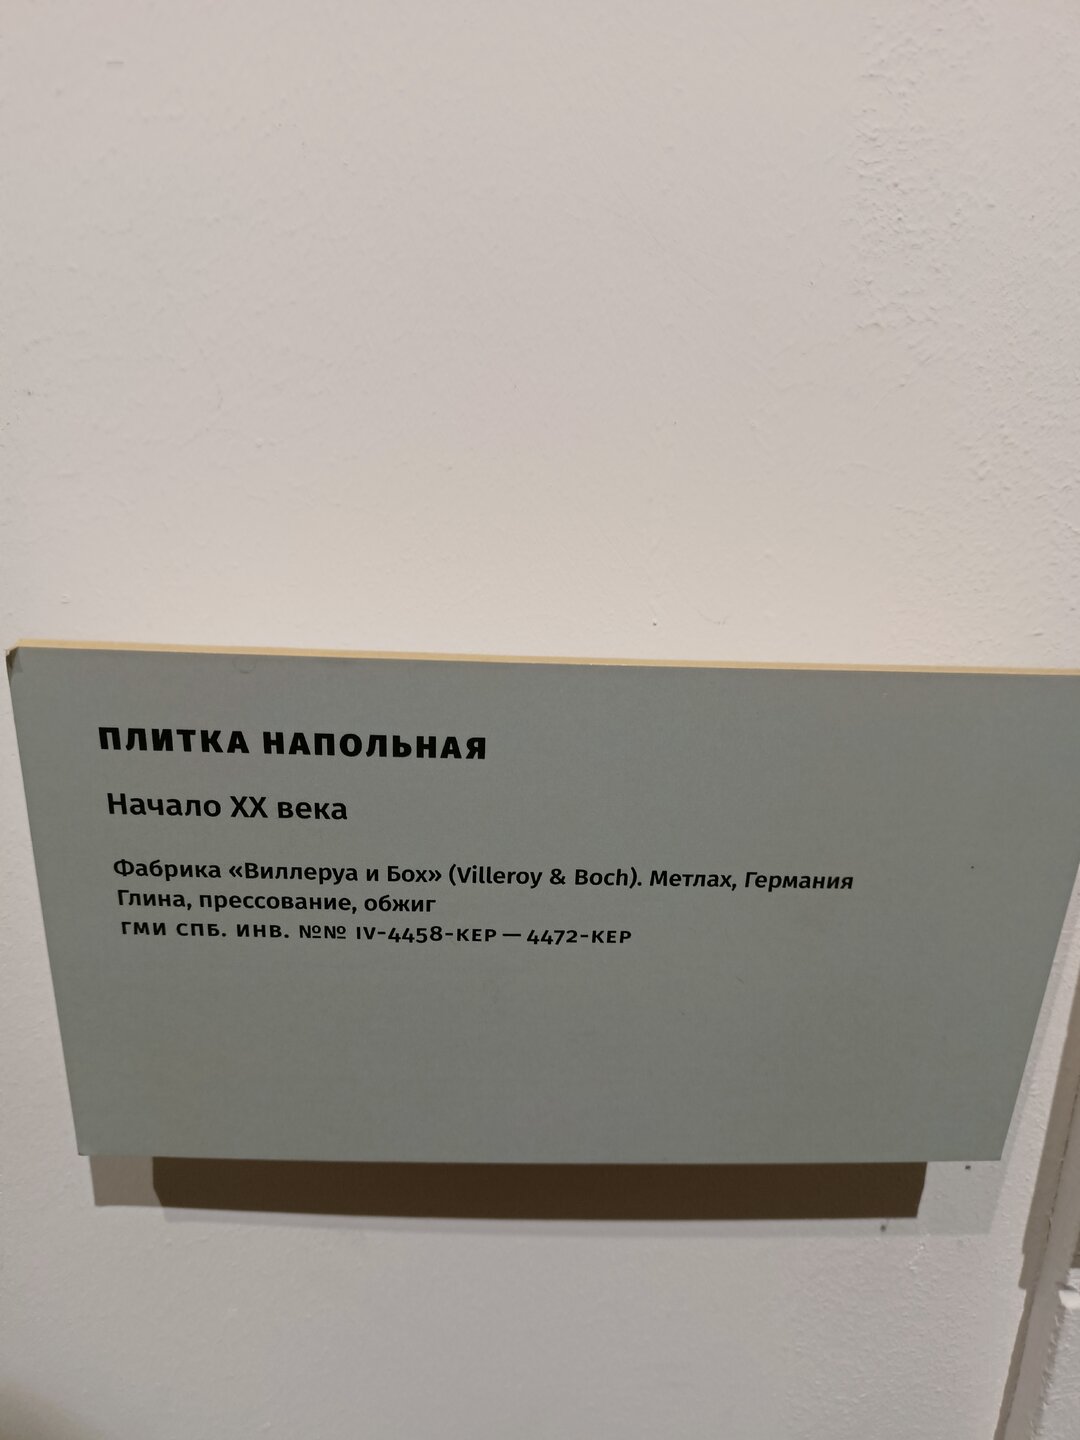 ПЛИТКА НАПОЛЬНАЯ
Начало XX века
Фабрика «Виллеруа и Бох» (Villeroy & Boch). Метлах, Германия
Глина, прессование, обжиг
ГМИ СПБ. ИНВ. №№ IV-4458-КЕР — 4472-КЕР